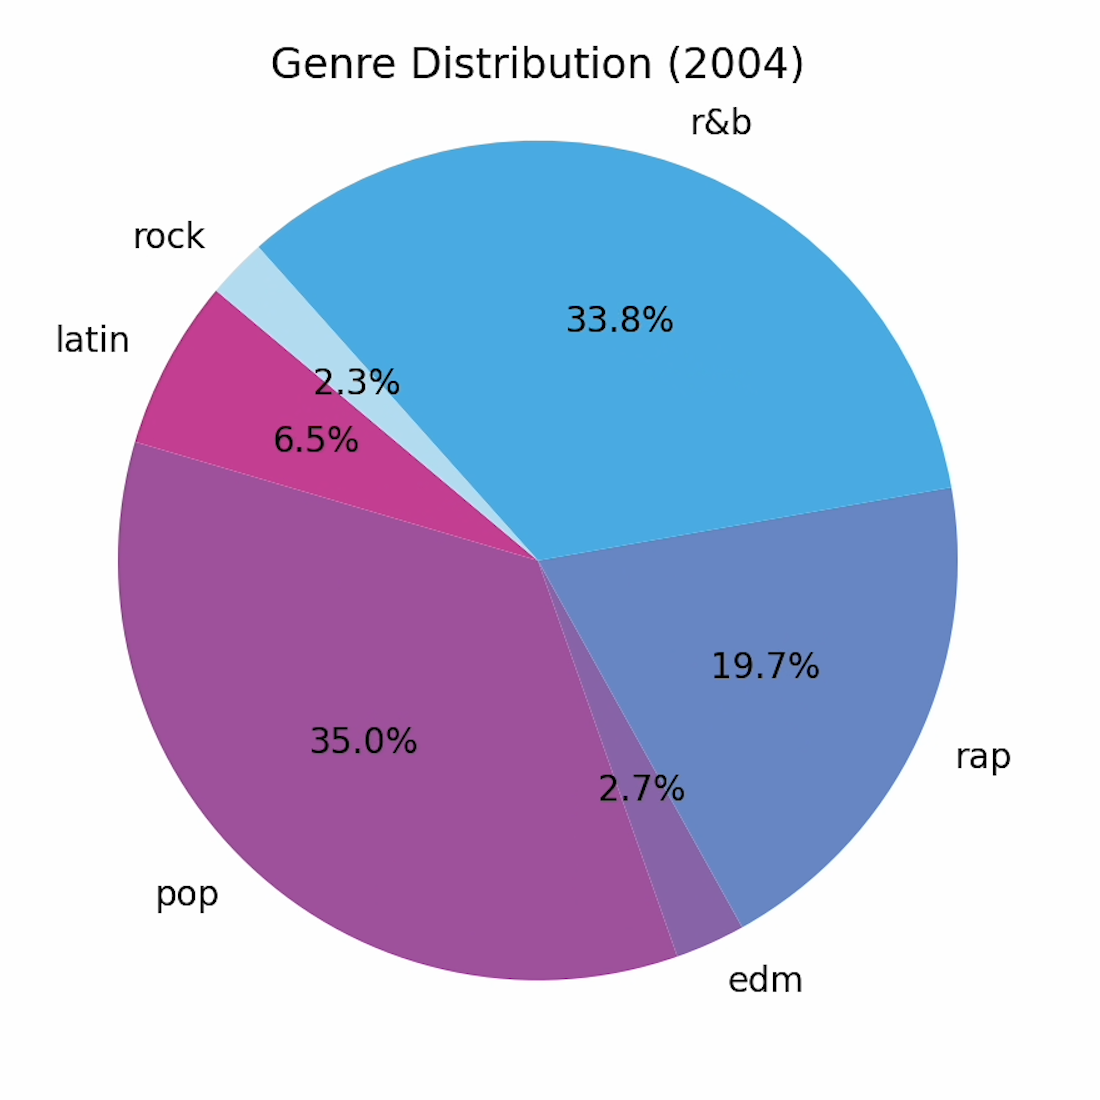 Genre Distribution (2004)
r&b
rock
33.8%
latin
2.3%
6.5%
19.7%
35.0%
rap
2.7%
pop
edm